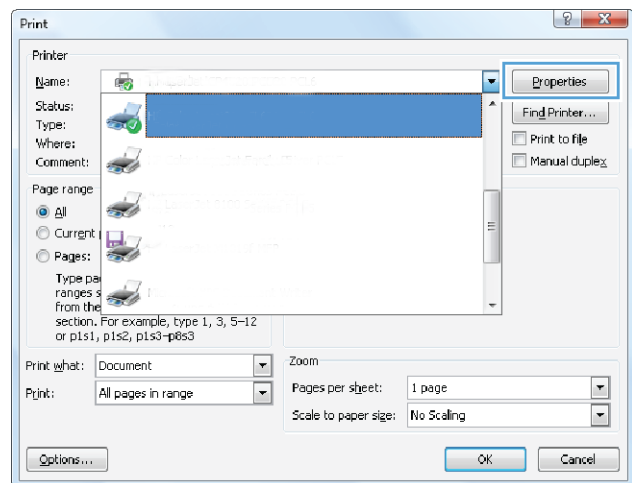 Print
Printer
Name:
Properties
Status:
Find Printer...
Type:
Where:
Print to file
Comment:
Manual duplex
Page range
All
Current
Pages:
Type
ranges
from the
section. For example, type 1, 3, 5–12
or p1s1, p1s2, p1s3–p8s3
Print what: Document
Print: All pages in range
Zoom
Pages per sheet: 1 page
Scale to paper size: No Scaling
Options...
OK
Cancel